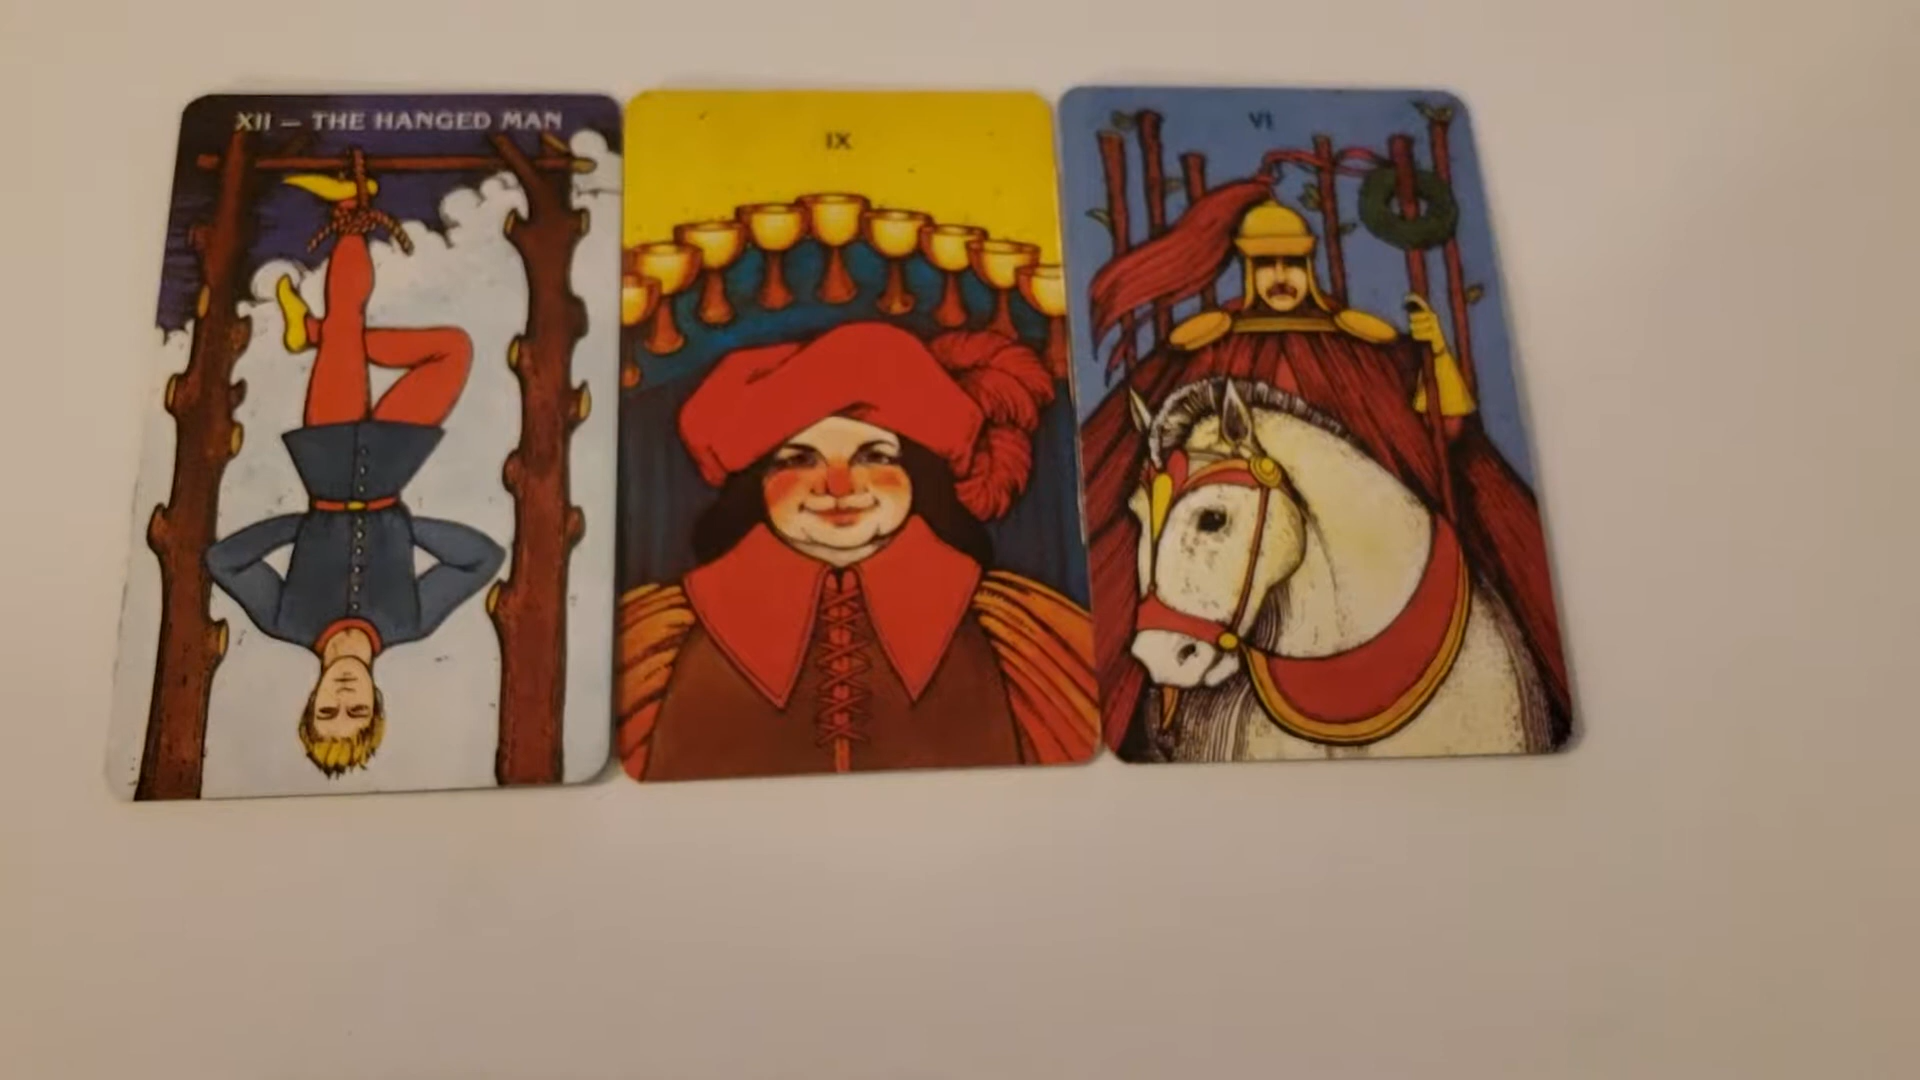 XII — THE HANGED MAN
IX
VI